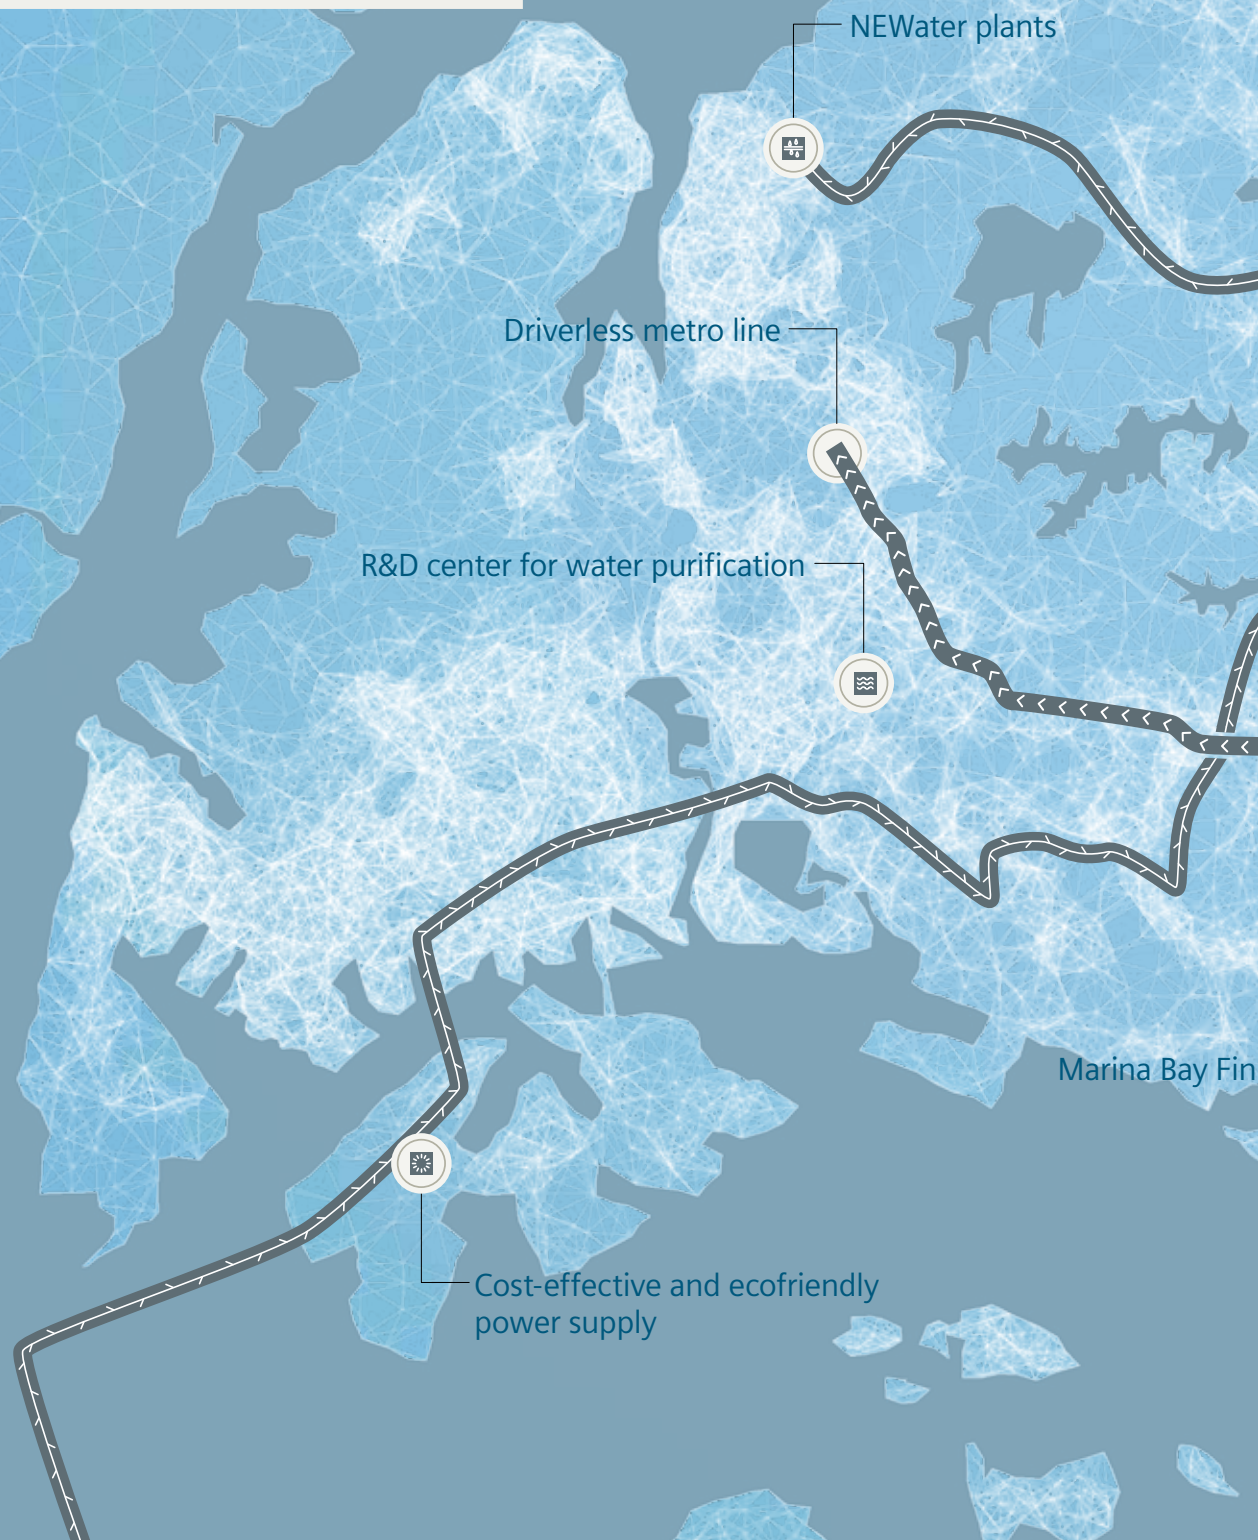 NEWater plants
Driverless metro line
R&D center for water purification
Marina Bay Fin
Cost-effective and ecofriendly
power supply